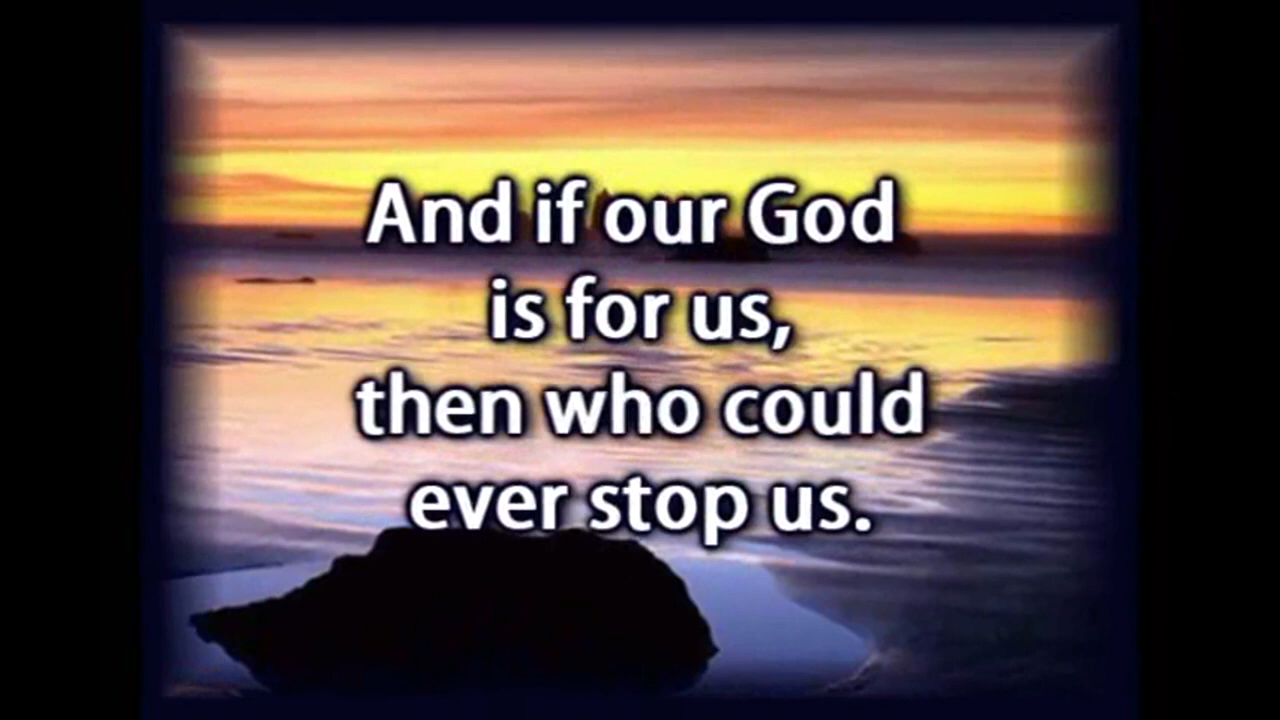 And if our God
is for us,
then who could
ever stop us.